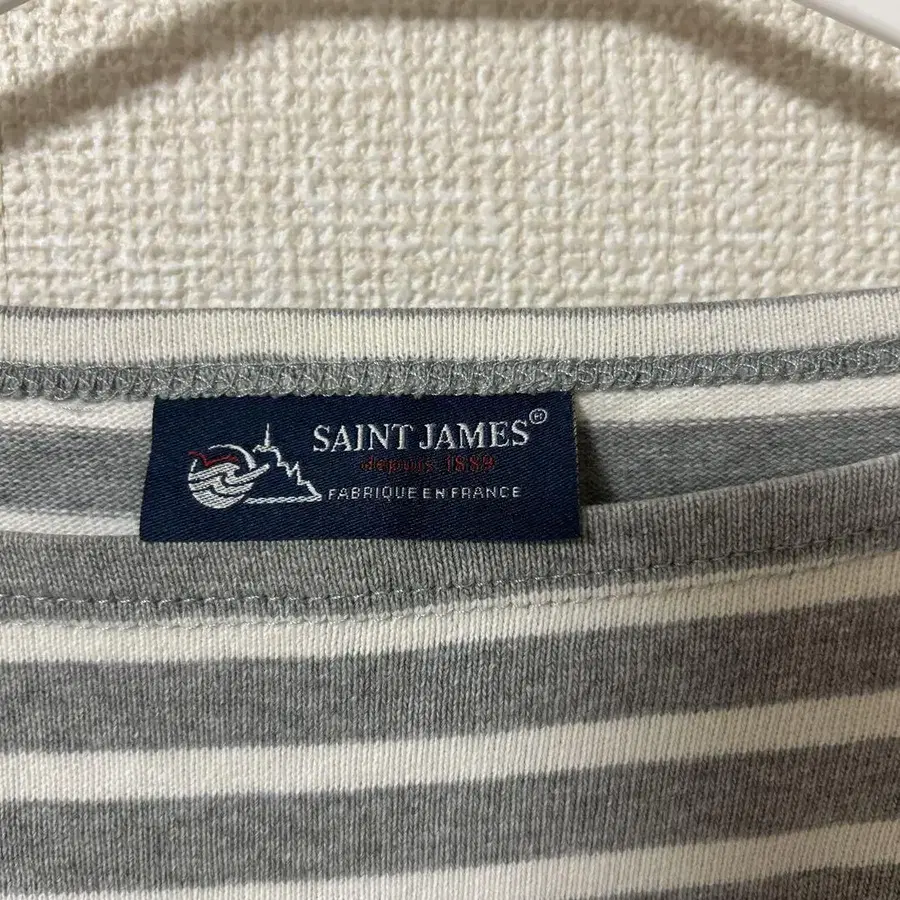 SAINT JAMES®
depuis 1889
FABRIQUE EN FRANCE